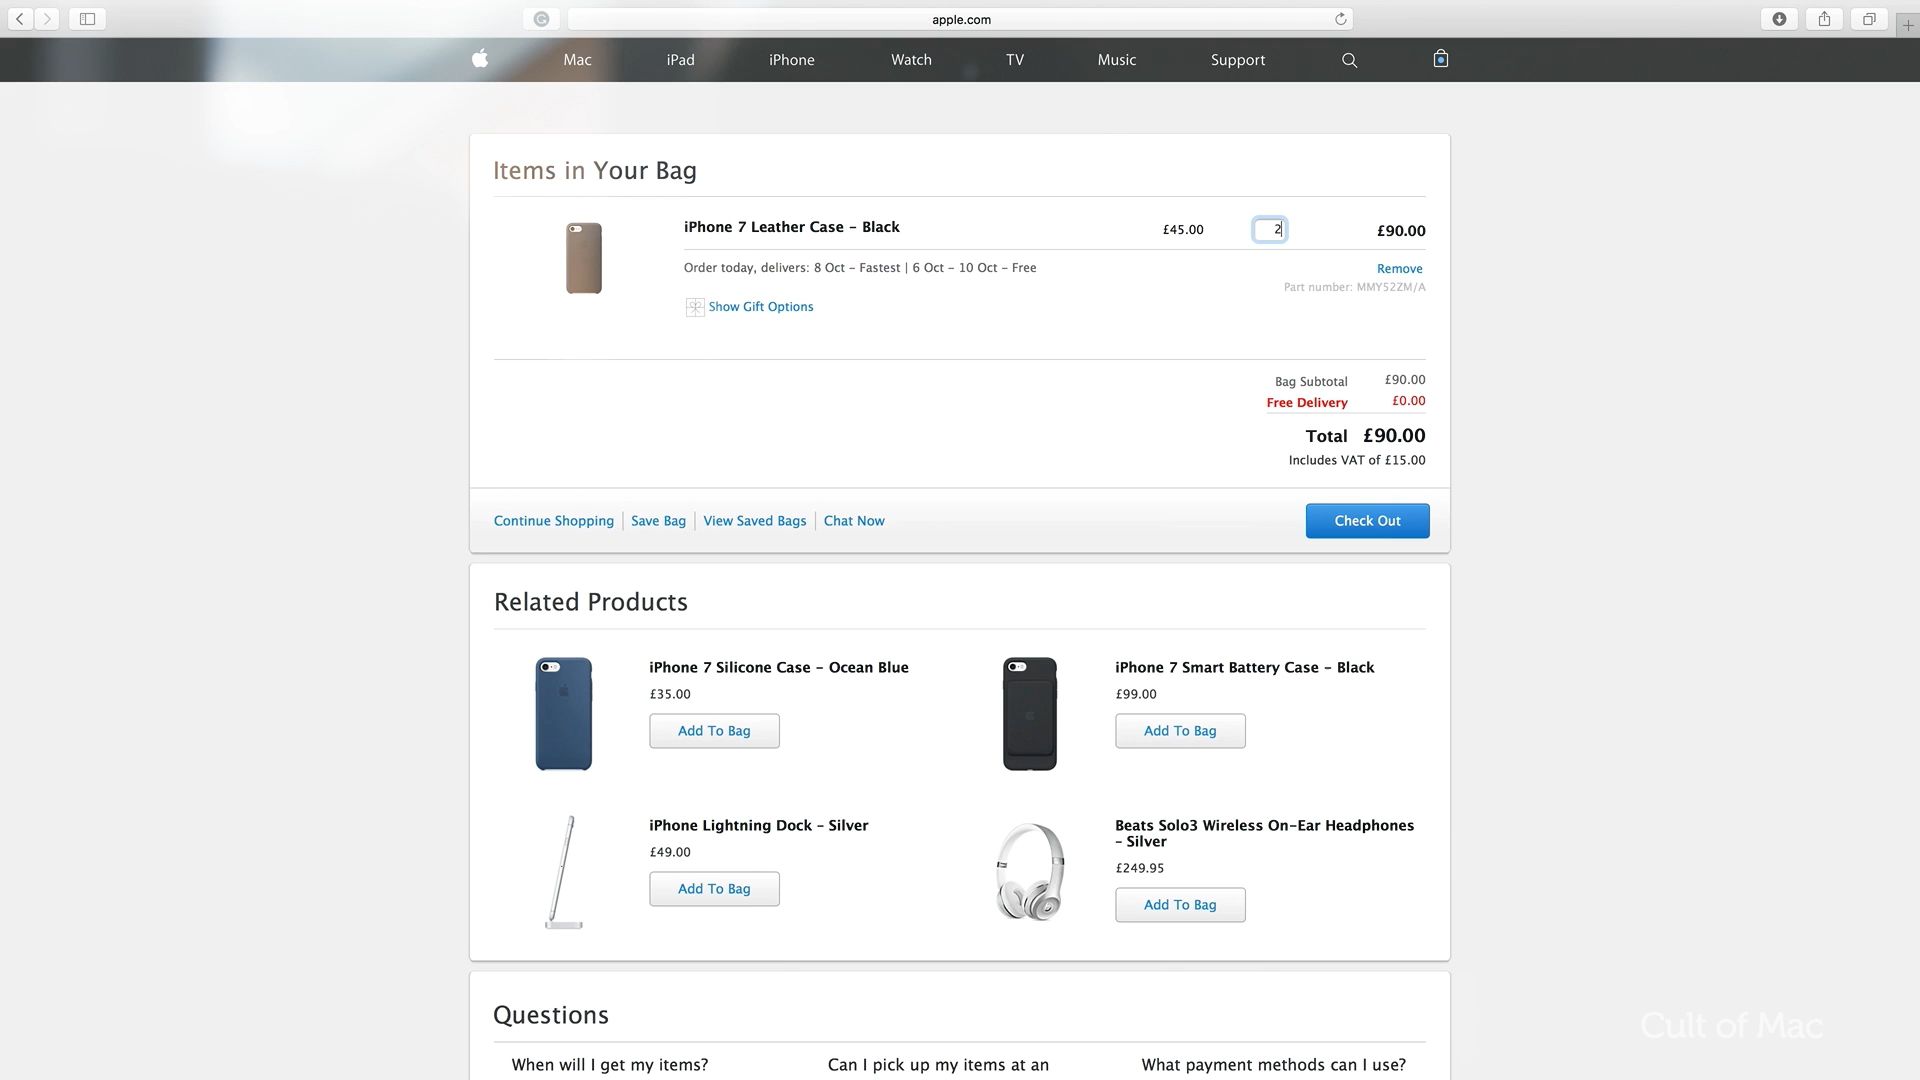 apple.com
Mac iPad iPhone Watch TV Music Support
Items in Your Bag
iPhone 7 Leather Case – Black £45.00 2 £90.00
Order today, delivers: 8 Oct – Fastest | 6 Oct – 10 Oct – Free Remove
Part number: MMY52ZM/A
Show Gift Options
Bag Subtotal £90.00
Free Delivery £0.00
Total £90.00
Includes VAT of £15.00
Continue Shopping Save Bag View Saved Bags Chat Now Check Out
Related Products
iPhone 7 Silicone Case – Ocean Blue
£35.00
Add To Bag
iPhone 7 Smart Battery Case – Black
£99.00
Add To Bag
iPhone Lightning Dock – Silver
£49.00
Add To Bag
Beats Solo3 Wireless On-Ear Headphones
– Silver
£249.95
Add To Bag
Questions
When will I get my items? Can I pick up my items at an What payment methods can I use?
Cult of Mac